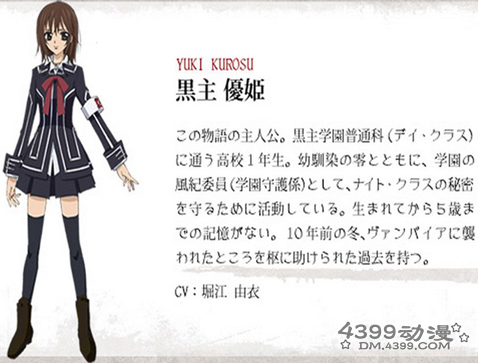 YUKI KUROSU
黒主 優姫
この物語の主人公。黒主学園普通科(デイ・クラス)
に通う高校1年生。幼馴染の零とともに、学園の
風紀委員(学園守護係)として、ナイト・クラスの秘密
を守るために活動している。生まれてから5歳ま
での記憶がない。10年前の冬、ヴァンパイアに襲
われたところを枢に助けられた過去を持つ。
CV：堀江 由衣
4399动漫
DM.4399.COM